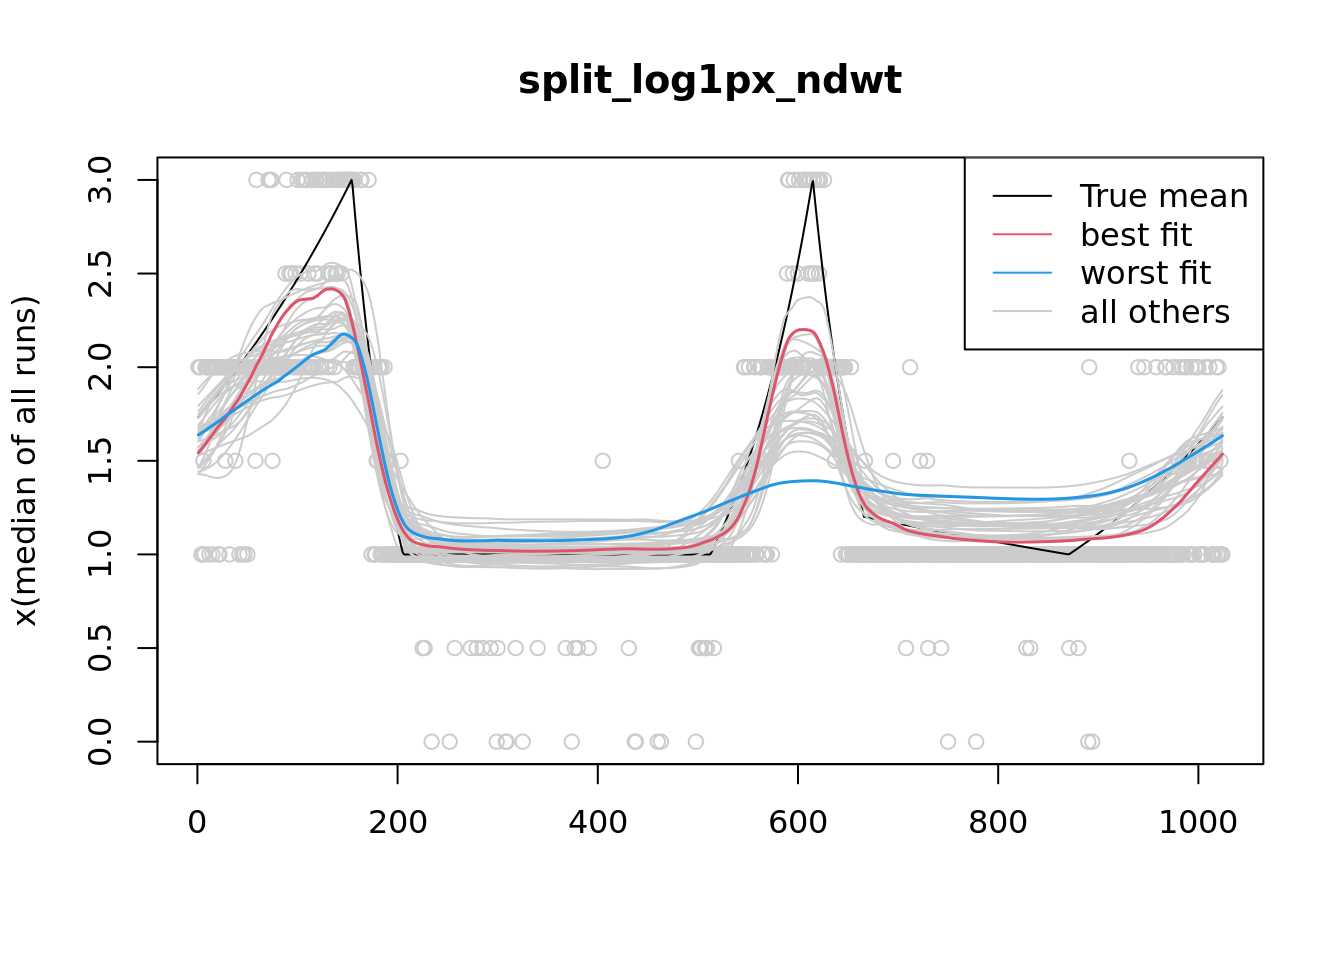 split_log1px_ndwt
x(median of all runs)
3.0
2.5
2.0
1.5
1.0
0.5
0.0
True mean
best fit
worst fit
all others
0 200 400 600 800 1000